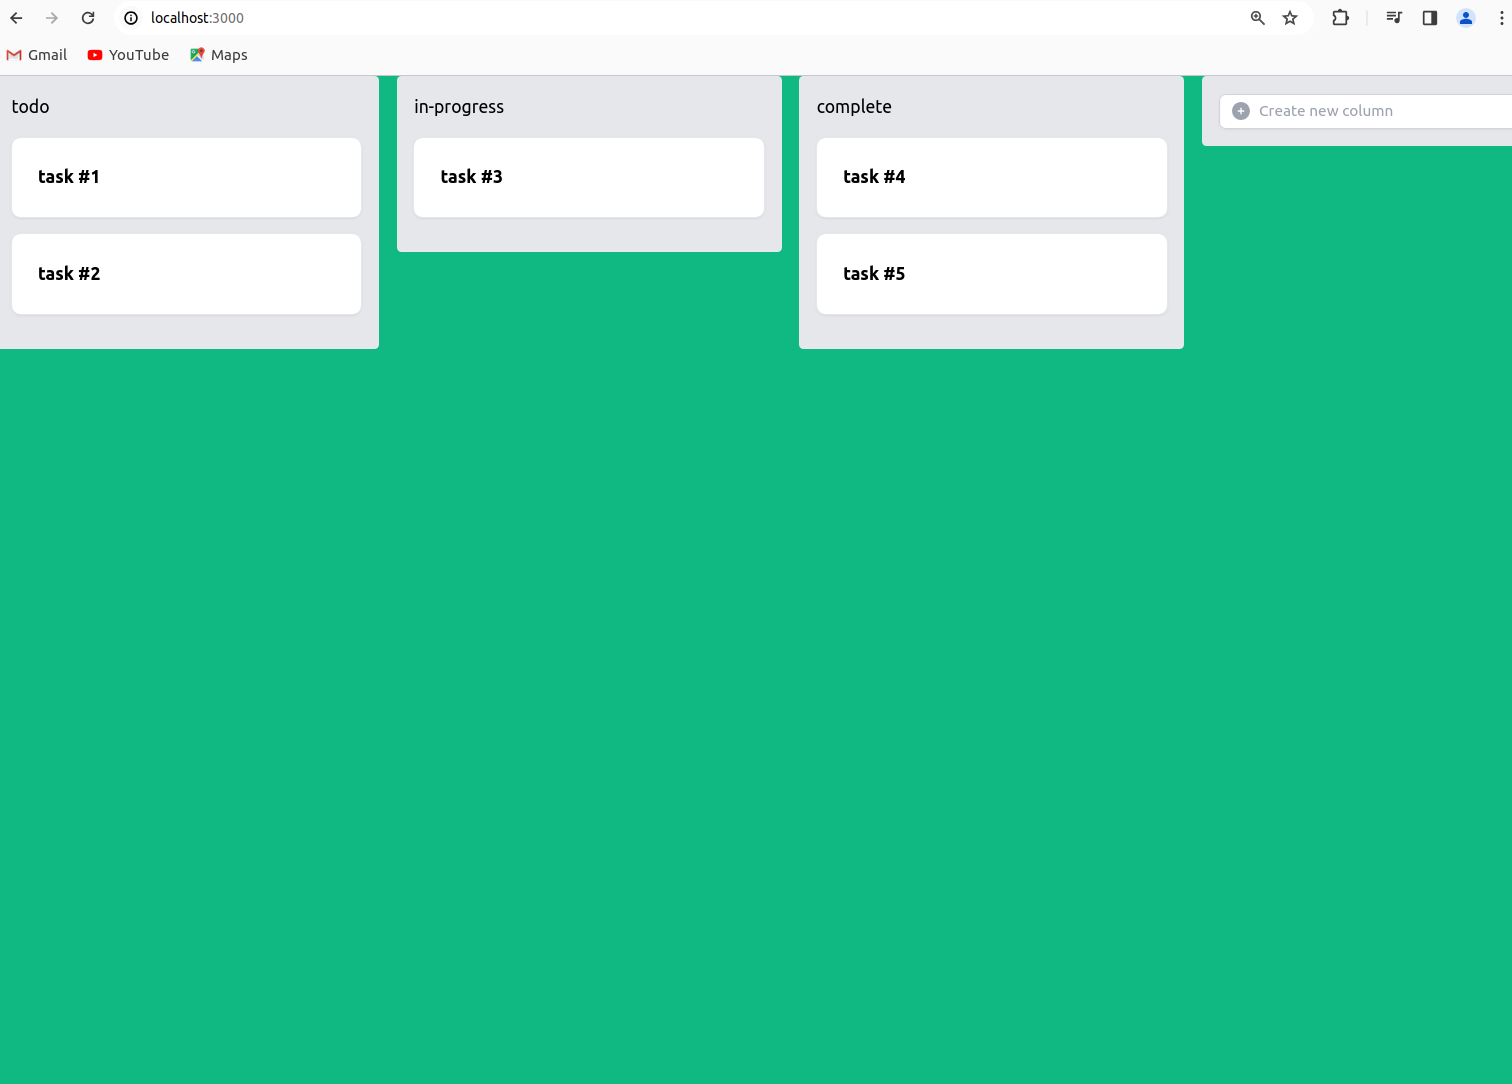 localhost:3000
Gmail YouTube Maps
todo
task #1
task #2
in-progress
task #3
complete
task #4
task #5
Create new column